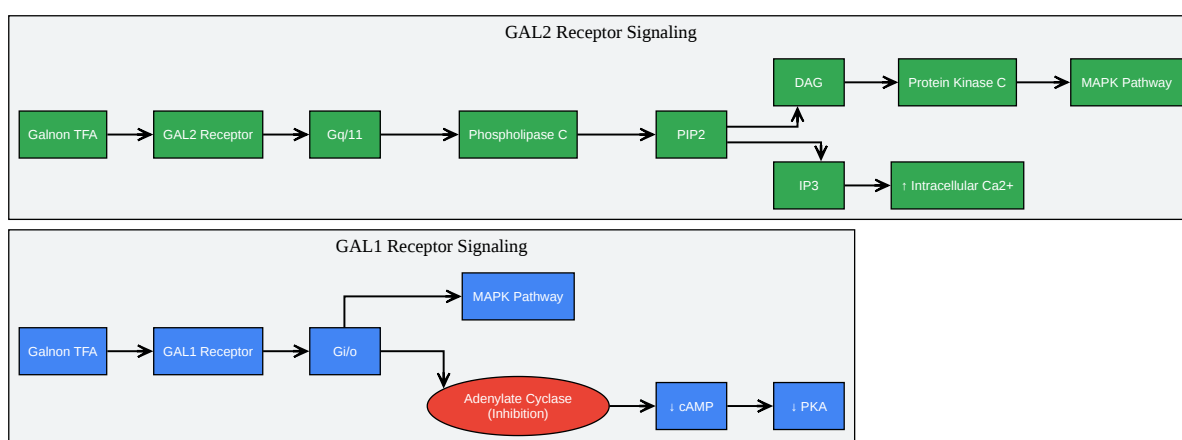 GAL2 Receptor Signaling
DAG
Protein Kinase C
MAPK Pathway
Galnon TFA
GAL2 Receptor
Gq/11
Phospholipase C
PIP2
IP3
↑ Intracellular Ca2+
GAL1 Receptor Signaling
MAPK Pathway
Galnon TFA
GAL1 Receptor
Gi/o
Adenylate Cyclase
(Inhibition)
↓ cAMP
↓ PKA